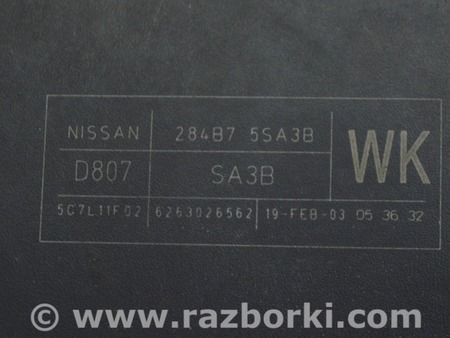 NISSAN 284B7 5SA3B WK
D807 SA3B
5C7L11F02 6263026562 19-FEB-03 05 36 32
© www.razborki.com